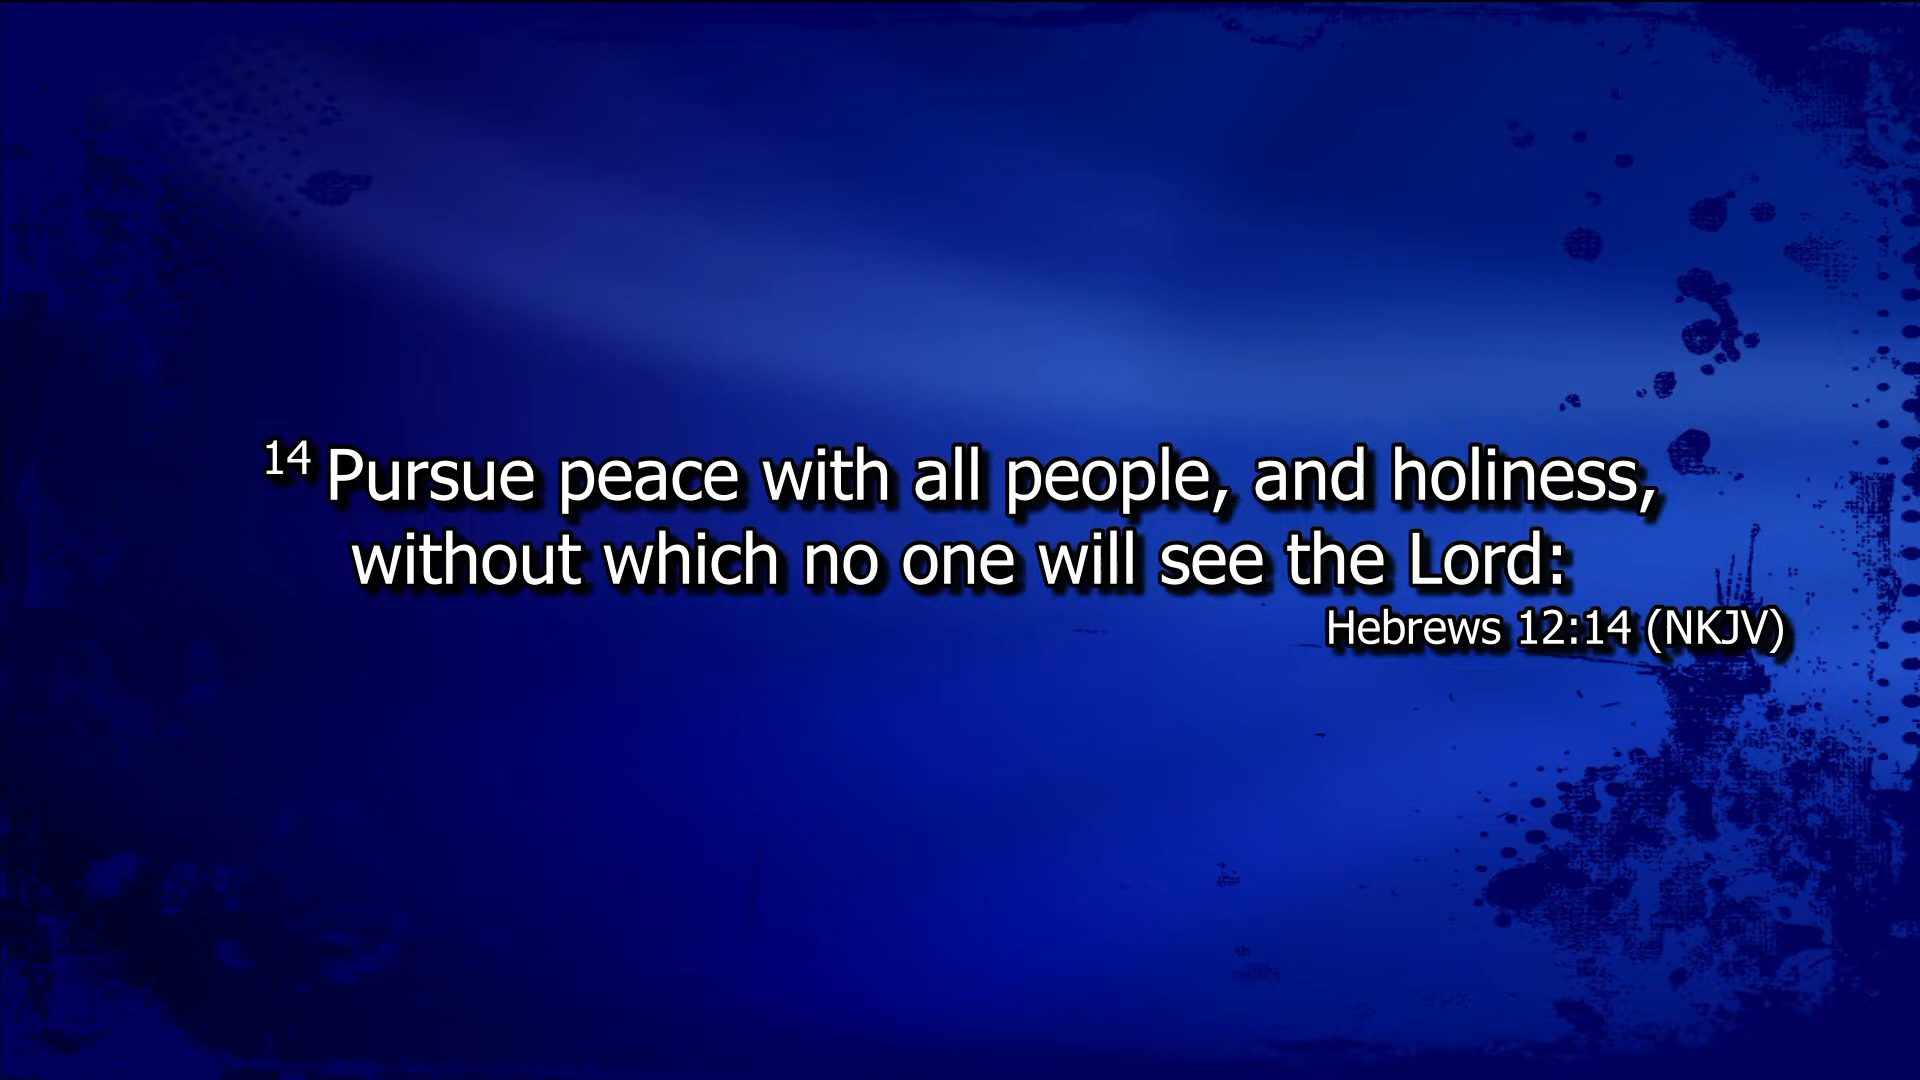 14 Pursue peace with all people, and holiness,
without which no one will see the Lord:
Hebrews 12:14 (NKJV)